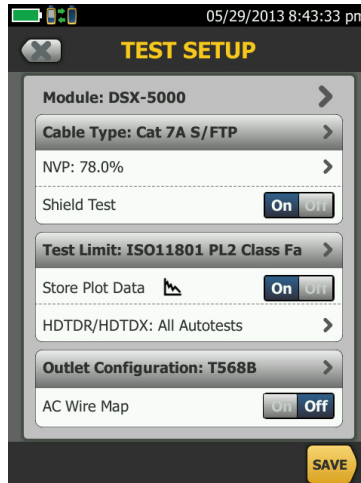 05/29/2013 8:43:33 pm
TEST SETUP
Module: DSX-5000
Cable Type: Cat 7A S/FTP
NVP: 78.0%
Shield Test On Off
Test Limit: ISO11801 PL2 Class Fa
Store Plot Data On Off
HDTDR/HDTDX: All Autotests
Outlet Configuration: T568B
AC Wire Map On Off
SAVE